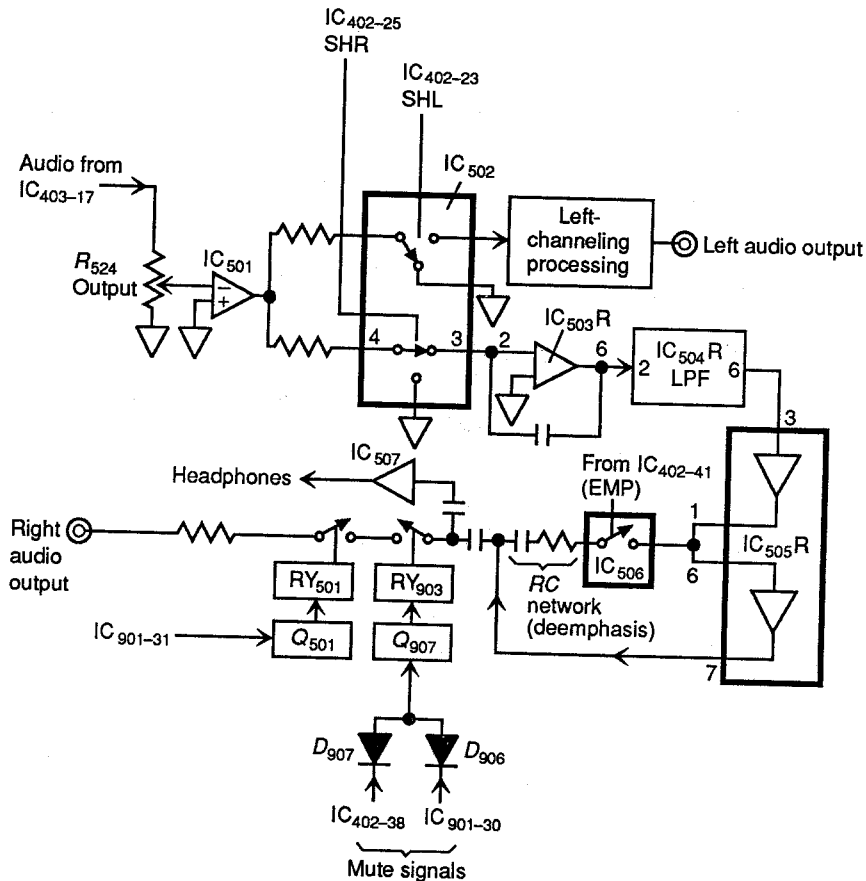 IC402–25
SHR
IC402–23
SHL
Audio from
IC403–17
IC502
R524
Output
IC501
− 
+
Left-
channeling
processing
Left audio output
4
3
2
IC503R
6
2
IC504R
LPF
6
3
Headphones
IC507
From IC402–41
(EMP)
1
IC505R
6
7
Right
audio
output
RY501
RY903
IC506
RC
network
(deemphasis)
IC901–31
Q501
Q907
D907
D906
IC402–38
IC901–30
Mute signals